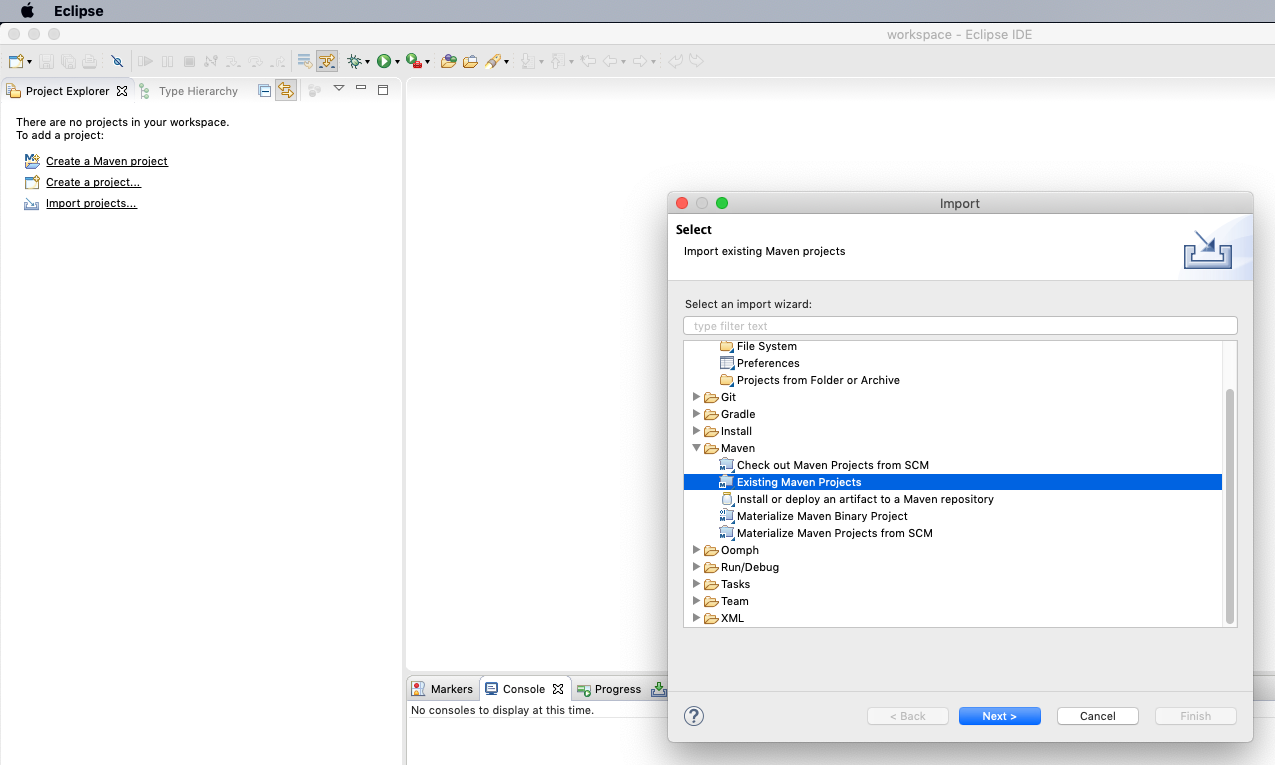 Eclipse
workspace - Eclipse IDE
Project Explorer
Type Hierarchy
There are no projects in your workspace.
To add a project:
Create a Maven project
Create a project...
Import projects...
Import
Select
Import existing Maven projects
Select an import wizard:
type filter text
File System
Preferences
Projects from Folder or Archive
Git
Gradle
Install
Maven
Check out Maven Projects from SCM
Existing Maven Projects
Install or deploy an artifact to a Maven repository
Materialize Maven Binary Project
Materialize Maven Projects from SCM
Oomph
Run/Debug
Tasks
Team
XML
? < Back Next > Cancel Finish
Markers Console Progress
No consoles to display at this time.